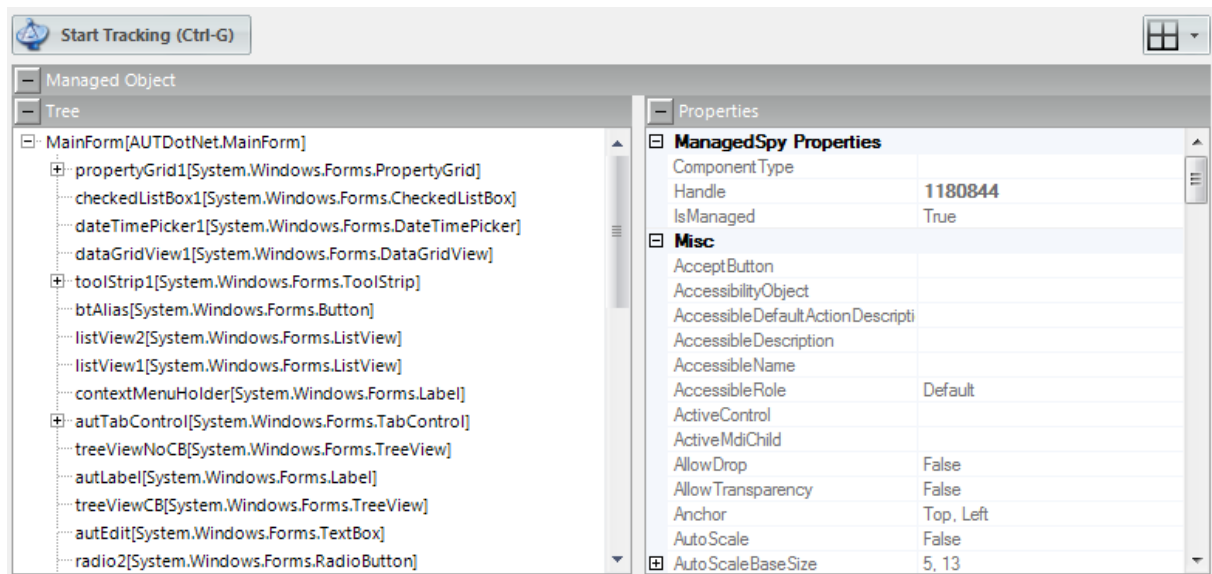 Start Tracking (Ctrl-G)
Managed Object
Tree
MainForm[AUTDotNet.MainForm]
propertyGrid1[System.Windows.Forms.PropertyGrid]
checkedListBox1[System.Windows.Forms.CheckedListBox]
dateTimePicker1[System.Windows.Forms.DateTimePicker]
dataGridView1[System.Windows.Forms.DataGridView]
toolStrip1[System.Windows.Forms.ToolStrip]
btAlias[System.Windows.Forms.Button]
listView2[System.Windows.Forms.ListView]
listView1[System.Windows.Forms.ListView]
contextMenuHolder[System.Windows.Forms.Label]
autTabControl[System.Windows.Forms.TabControl]
treeViewNoCB[System.Windows.Forms.TreeView]
autLabel[System.Windows.Forms.Label]
treeViewCB[System.Windows.Forms.TreeView]
autEdit[System.Windows.Forms.TextBox]
radio2[System.Windows.Forms.RadioButton]
Properties
ManagedSpy Properties
ComponentType
Handle 1180844
IsManaged True
Misc
AcceptButton
AccessibilityObject
AccessibleDefaultActionDescripti
AccessibleDescription
AccessibleName
AccessibleRole Default
ActiveControl
ActiveMdiChild
AllowDrop False
AllowTransparency False
Anchor Top, Left
AutoScale False
AutoScaleBaseSize 5, 13